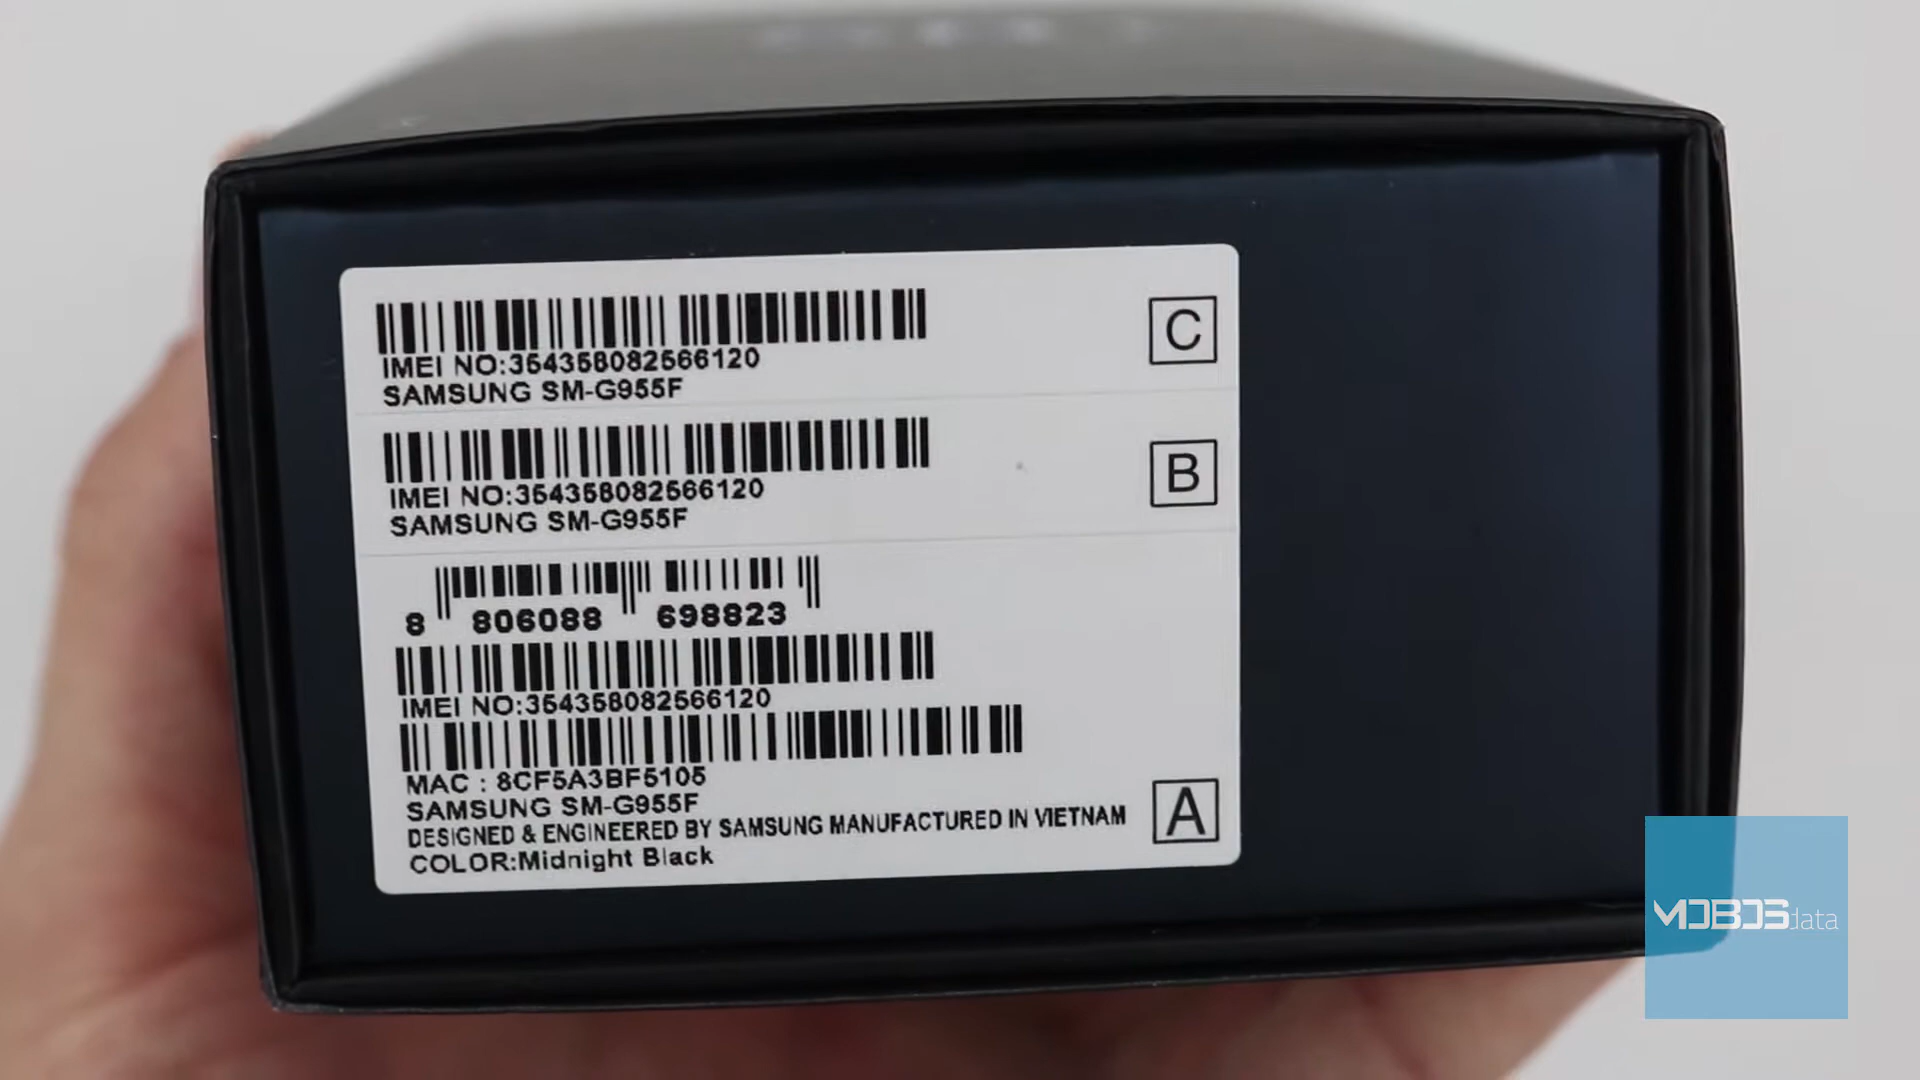 IMEI NO:354358082566120
SAMSUNG SM-G955F
C
IMEI NO:354358082566120
SAMSUNG SM-G955F
B
8 806088 698823
IMEI NO:354358082566120
MAC : 8CF5A3BF5105
SAMSUNG SM-G955F
DESIGNED & ENGINEERED BY SAMSUNG MANUFACTURED IN VIETNAM
COLOR:Midnight Black
A
MOBOSdata